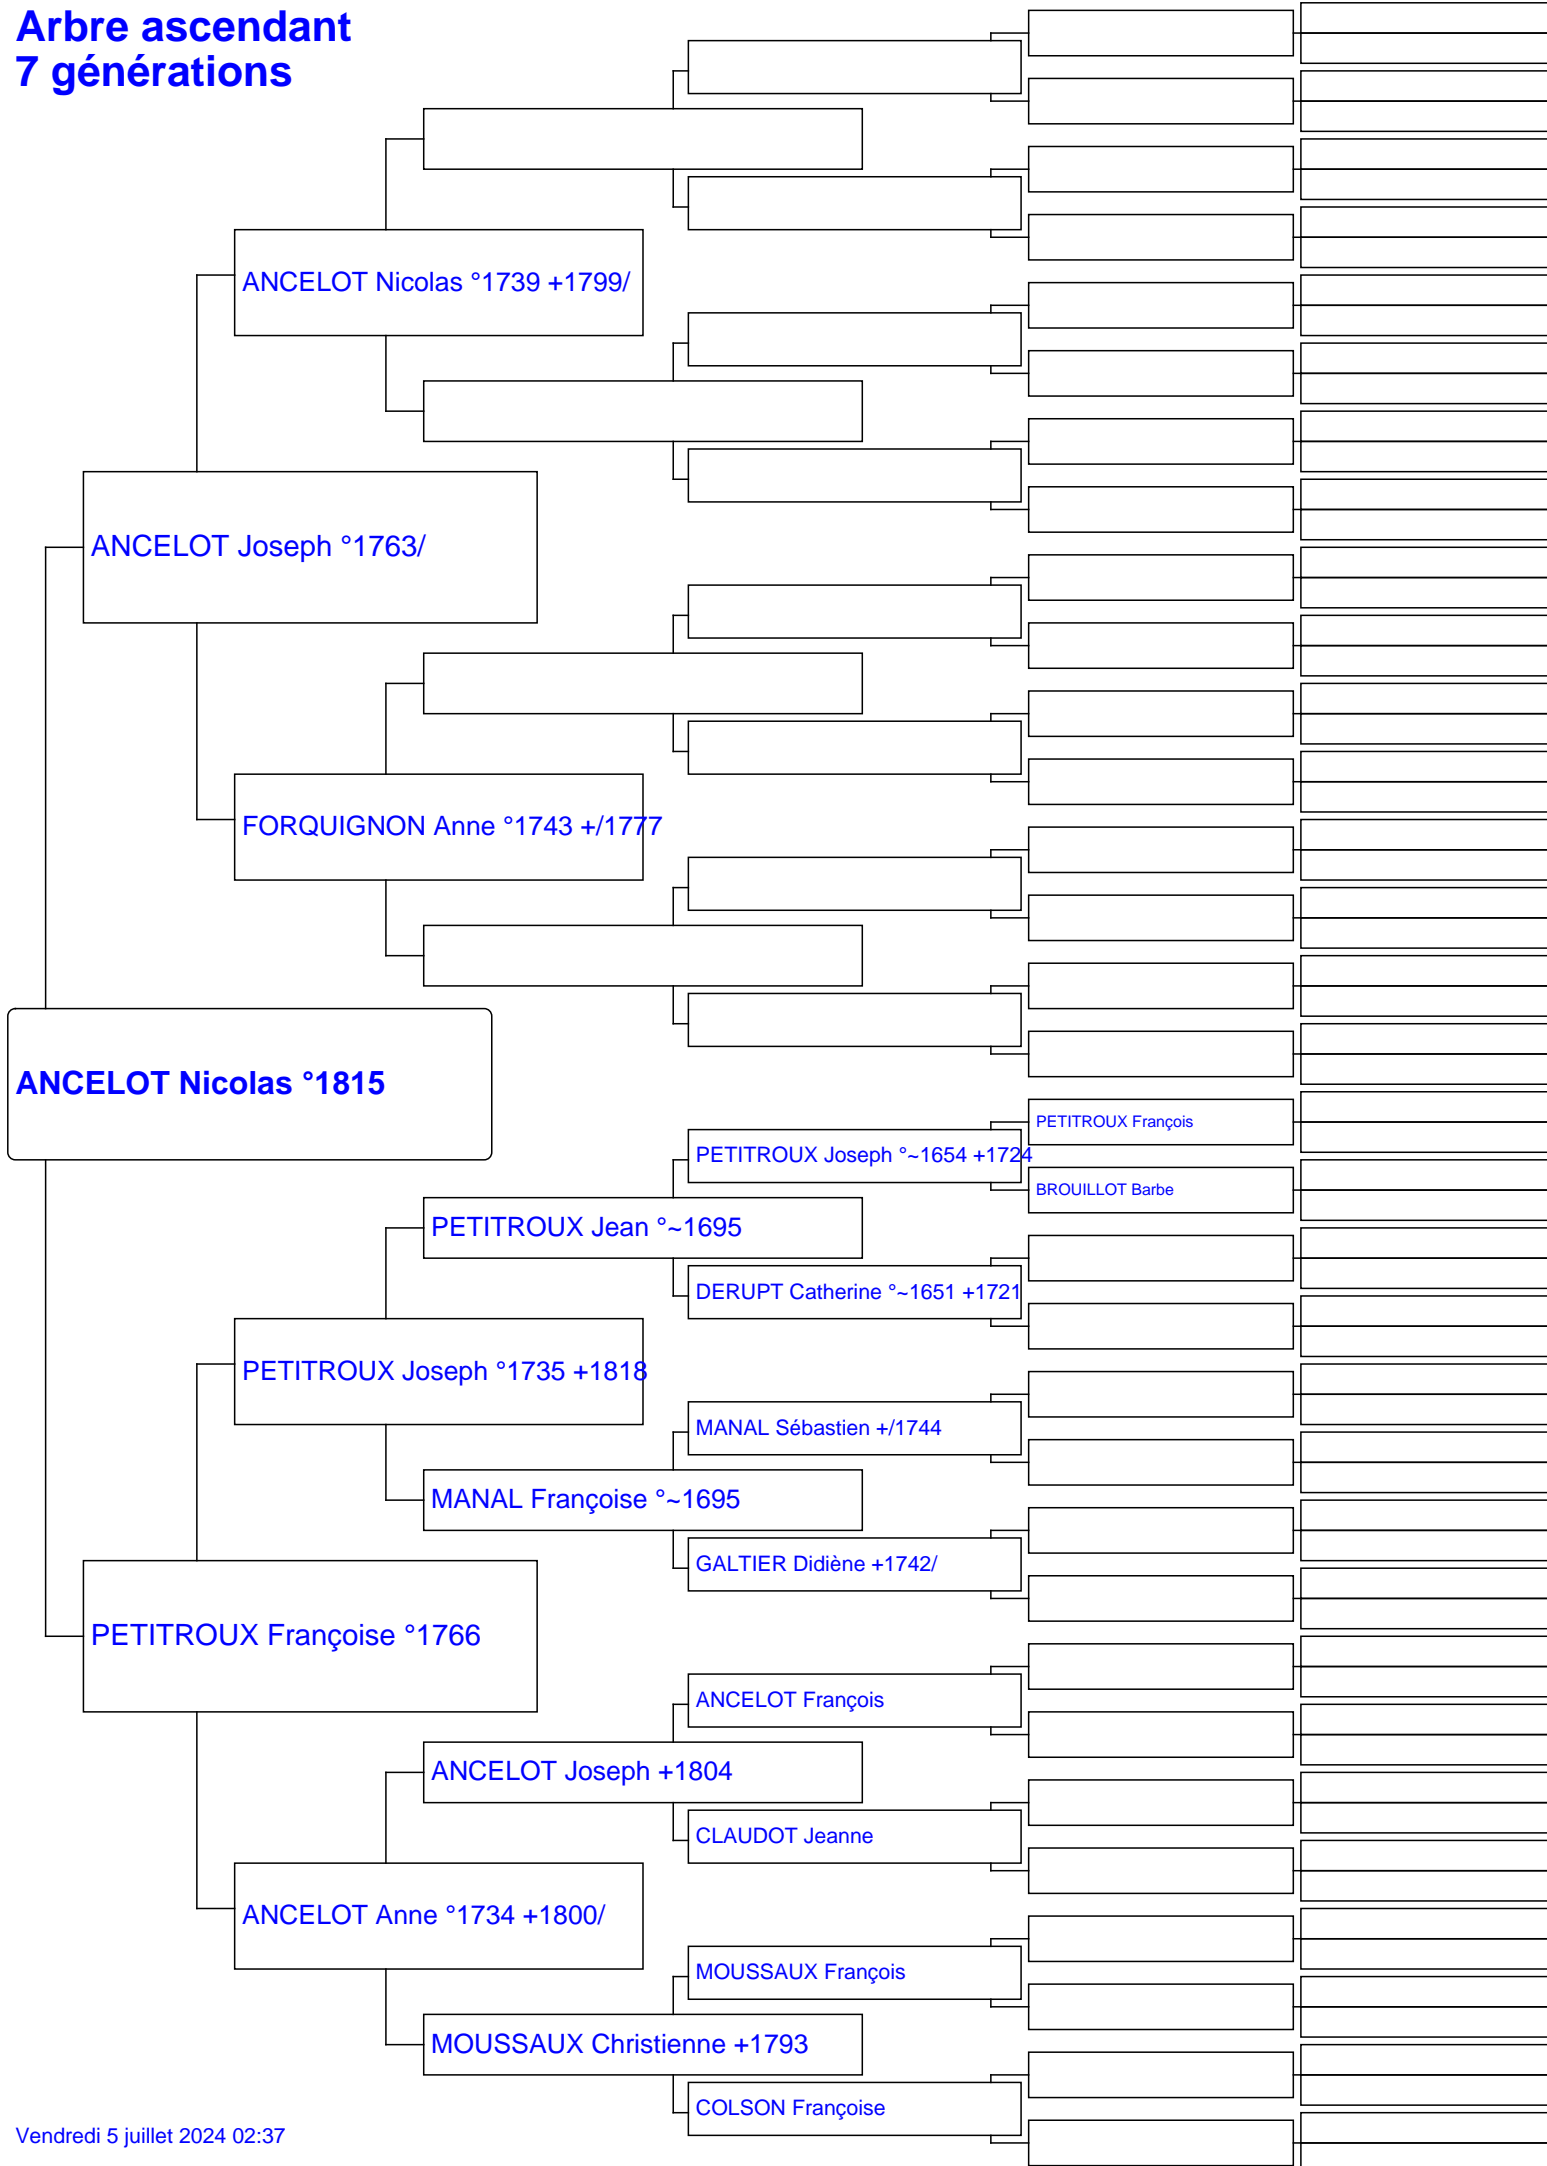 Arbre ascendant
7 générations
ANCELOT Nicolas °1739 +1799/
ANCELOT Joseph °1763/
FORQUIGNON Anne °1743 +/1777
ANCELOT Nicolas °1815
PETITROUX François
PETITROUX Joseph °~1654 +1724
BROUILLOT Barbe
PETITROUX Jean °~1695
DERUPT Catherine °~1651 +1721
PETITROUX Joseph °1735 +1818
MANAL Sébastien +/1744
MANAL Françoise °~1695
GALTIER Didiène +1742/
PETITROUX Françoise °1766
ANCELOT François
ANCELOT Joseph +1804
CLAUDOT Jeanne
ANCELOT Anne °1734 +1800/
MOUSSAUX François
MOUSSAUX Christienne +1793
COLSON Françoise
Vendredi 5 juillet 2024 02:37